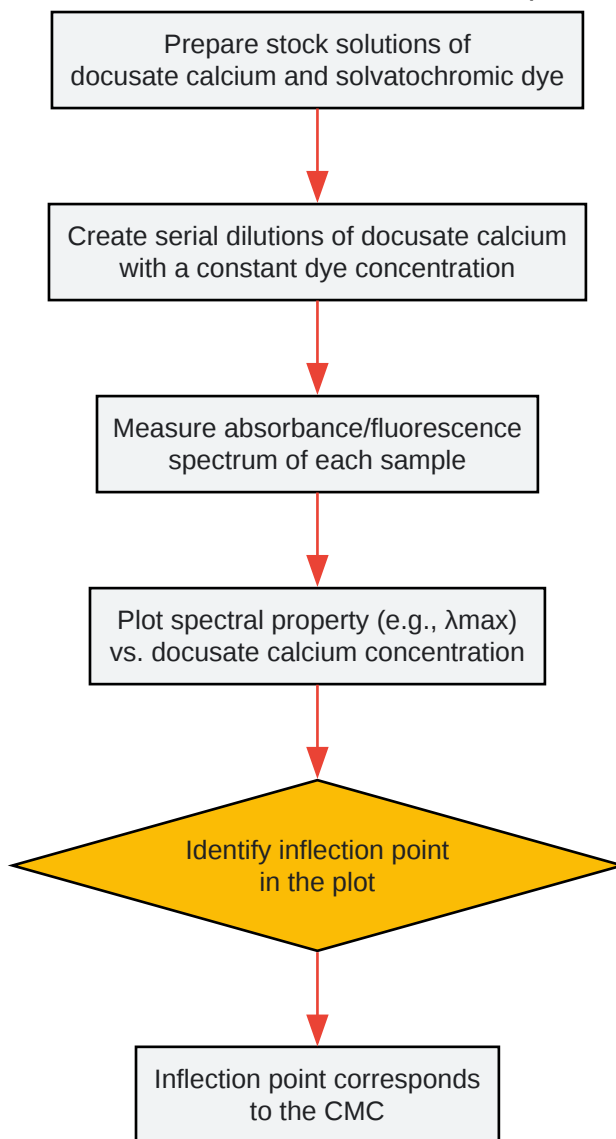 Prepare stock solutions of
docusate calcium and solvatochromic dye
Create serial dilutions of docusate calcium
with a constant dye concentration
Measure absorbance/fluorescence
spectrum of each sample
Plot spectral property (e.g., λmax)
vs. docusate calcium concentration
Identify inflection point
in the plot
Inflection point corresponds
to the CMC